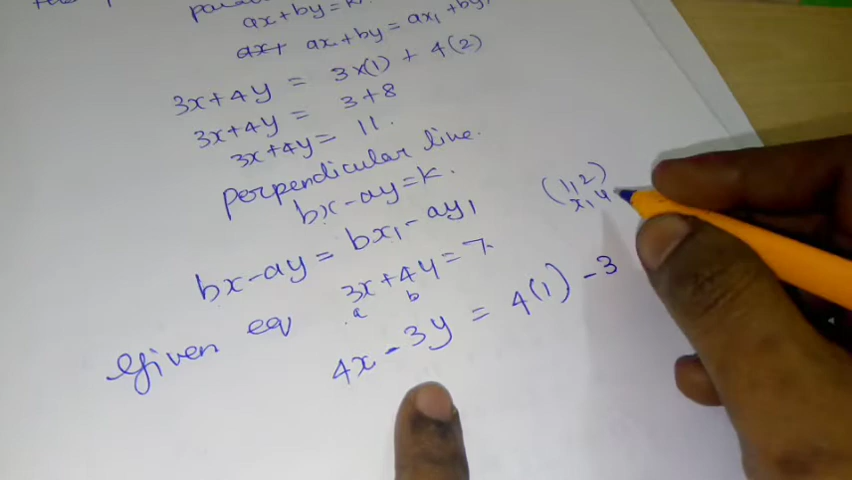 ax+by=k
ax+ ax+by = ax₁ +by₁
3x+4y = 3×(1) + 4(2)
3x+4y = 3+8
3x+4y = 11.
perpendicular line.
bx-ay=k.
bx-ay = bx₁-ay₁
(1,2)
x₁ y
Given eq 3x+4y=7.
a b
4x-3y = 4(1) -3